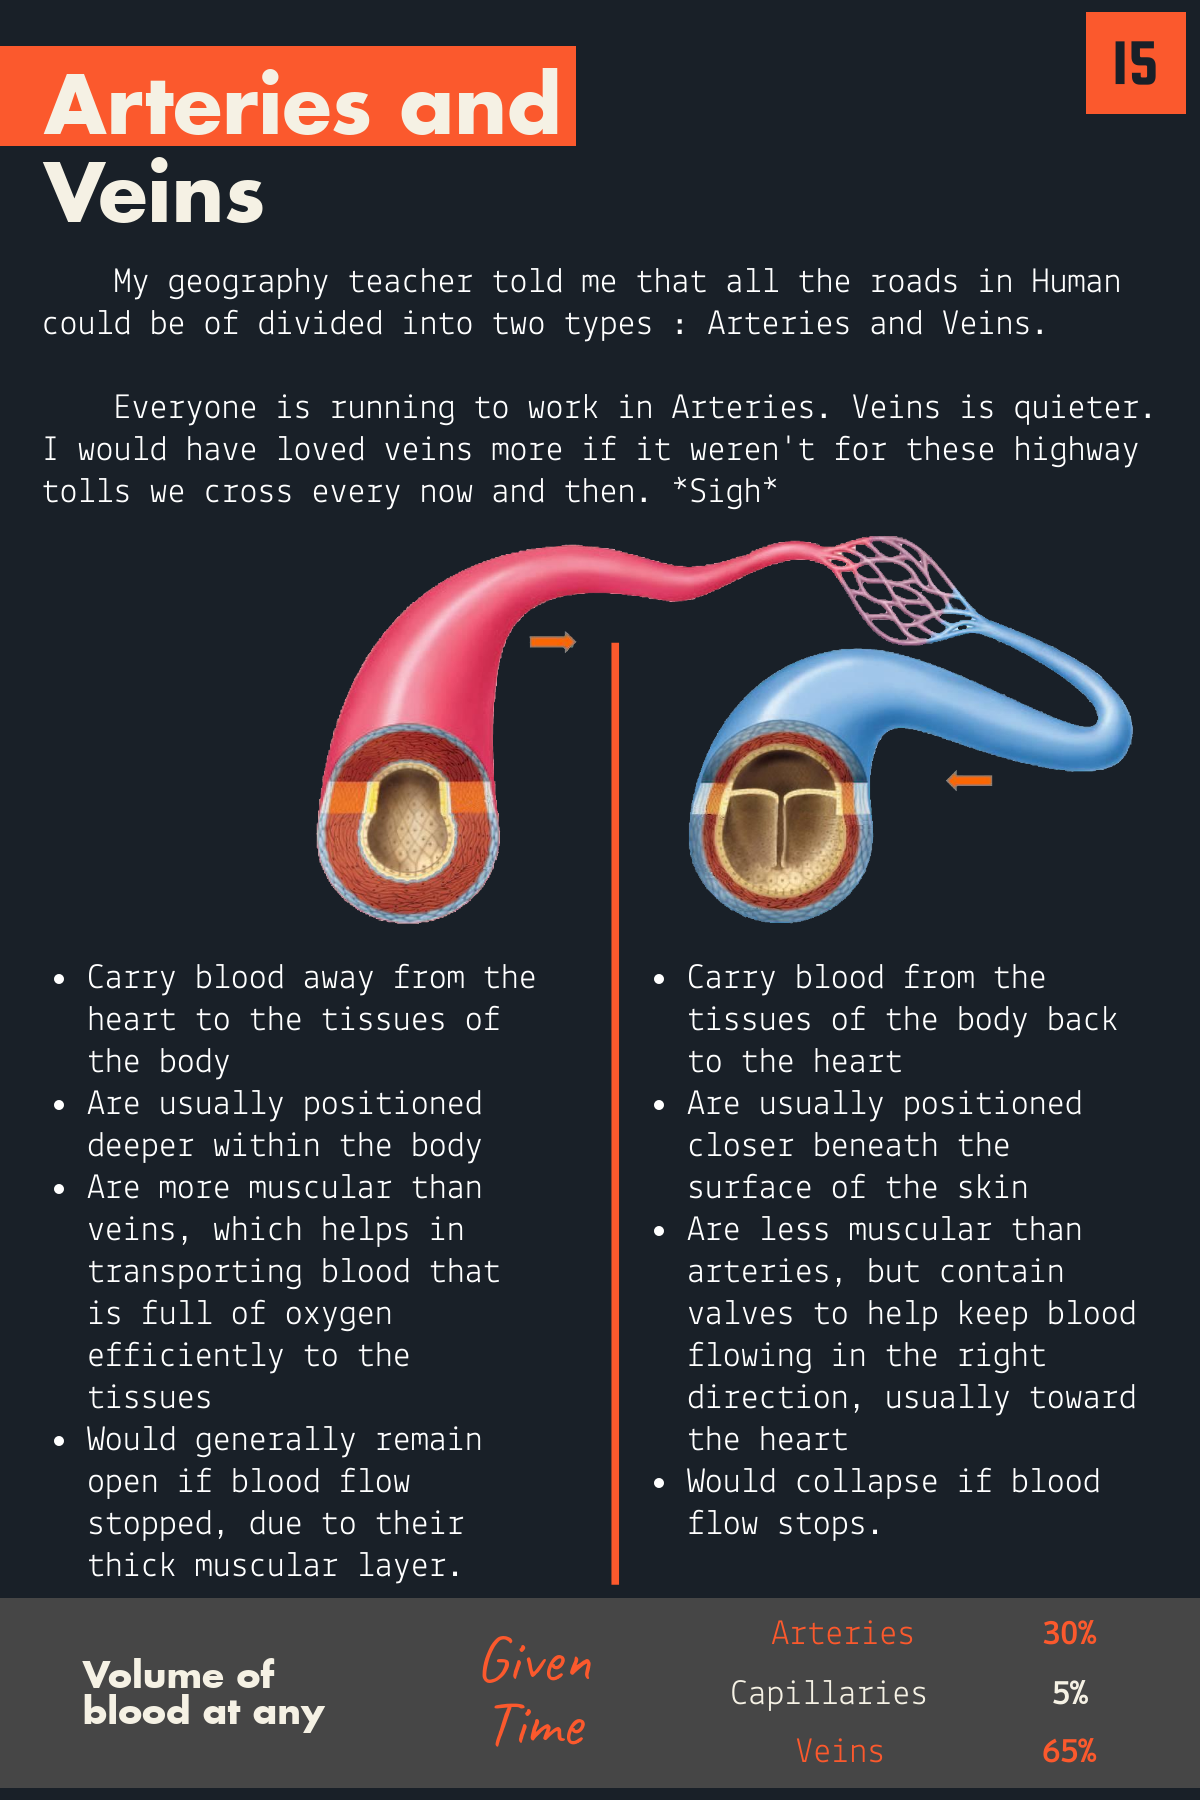 15
Arteries and
Veins
My geography teacher told me that all the roads in Human
could be of divided into two types : Arteries and Veins.
Everyone is running to work in Arteries. Veins is quieter.
I would have loved veins more if it weren't for these highway
tolls we cross every now and then. *Sigh*
• Carry blood away from the
heart to the tissues of
the body
• Are usually positioned
deeper within the body
• Are more muscular than
veins, which helps in
transporting blood that
is full of oxygen
efficiently to the
tissues
• Would generally remain
open if blood flow
stopped, due to their
thick muscular layer.
• Carry blood from the
tissues of the body back
to the heart
• Are usually positioned
closer beneath the
surface of the skin
• Are less muscular than
arteries, but contain
valves to help keep blood
flowing in the right
direction, usually toward
the heart
• Would collapse if blood
flow stops.
Volume of
blood at any
Given
Time
Arteries 30%
Capillaries 5%
Veins 65%